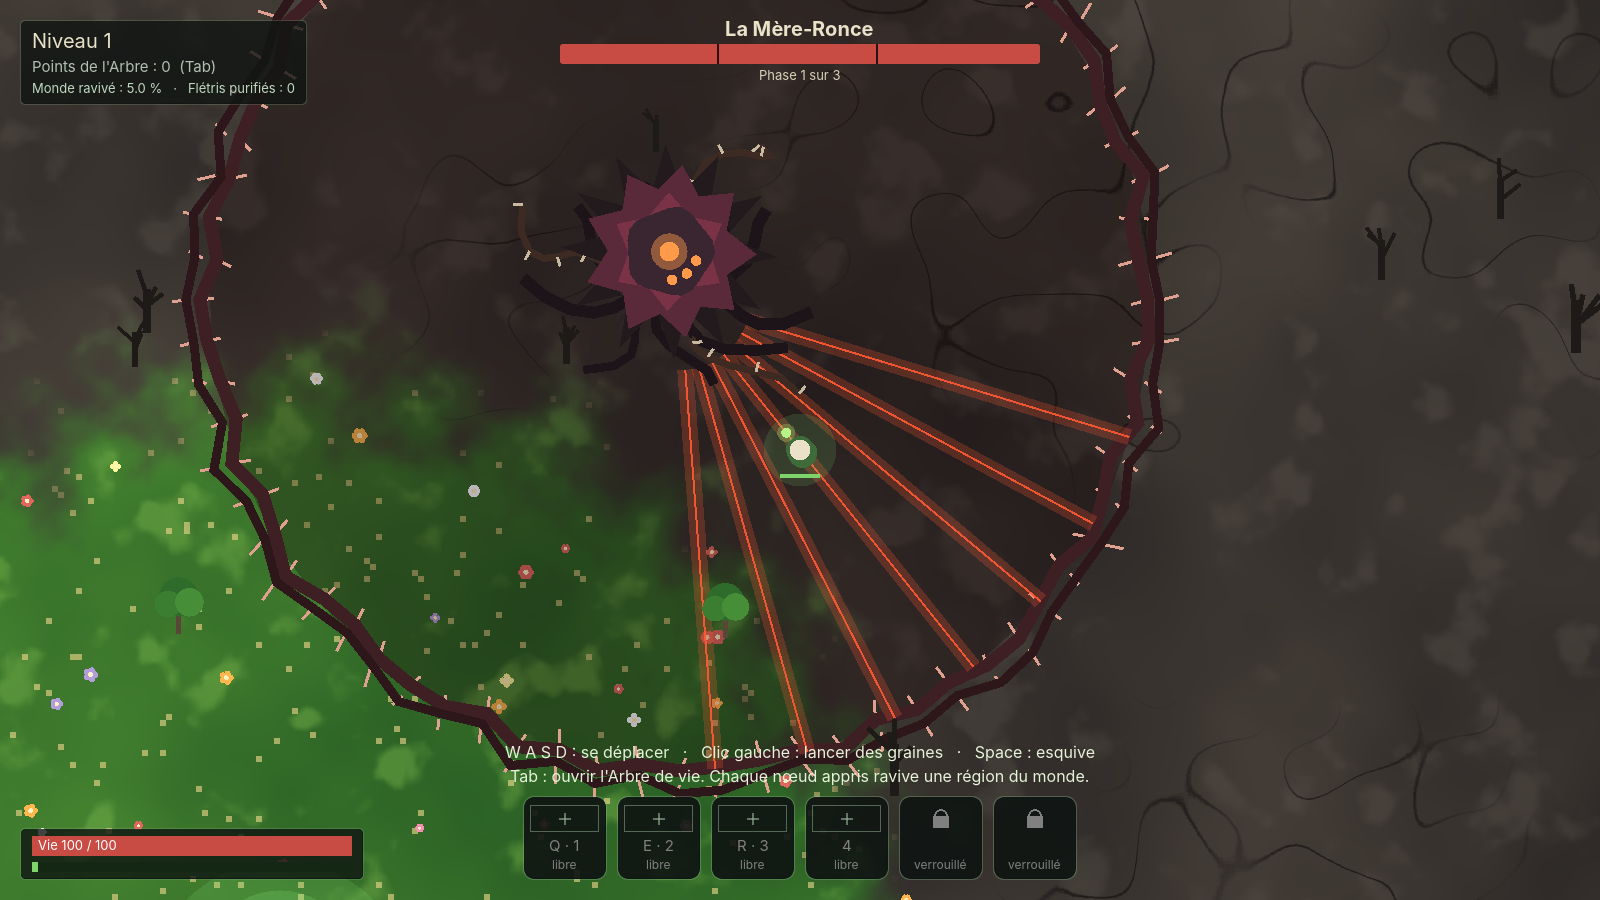 Niveau 1
Points de l'Arbre : 0 (Tab)
Monde ravivé : 5.0 % · Flétris purifiés : 0
La Mère-Ronce
Phase 1 sur 3
W A S D : se déplacer · Clic gauche : lancer des graines · Space : esquive
Tab : ouvrir l'Arbre de vie. Chaque nœud appris ravive une région du monde.
Q · 1
libre
E · 2
libre
R · 3
libre
4
libre
verrouillé
verrouillé
Vie 100 / 100